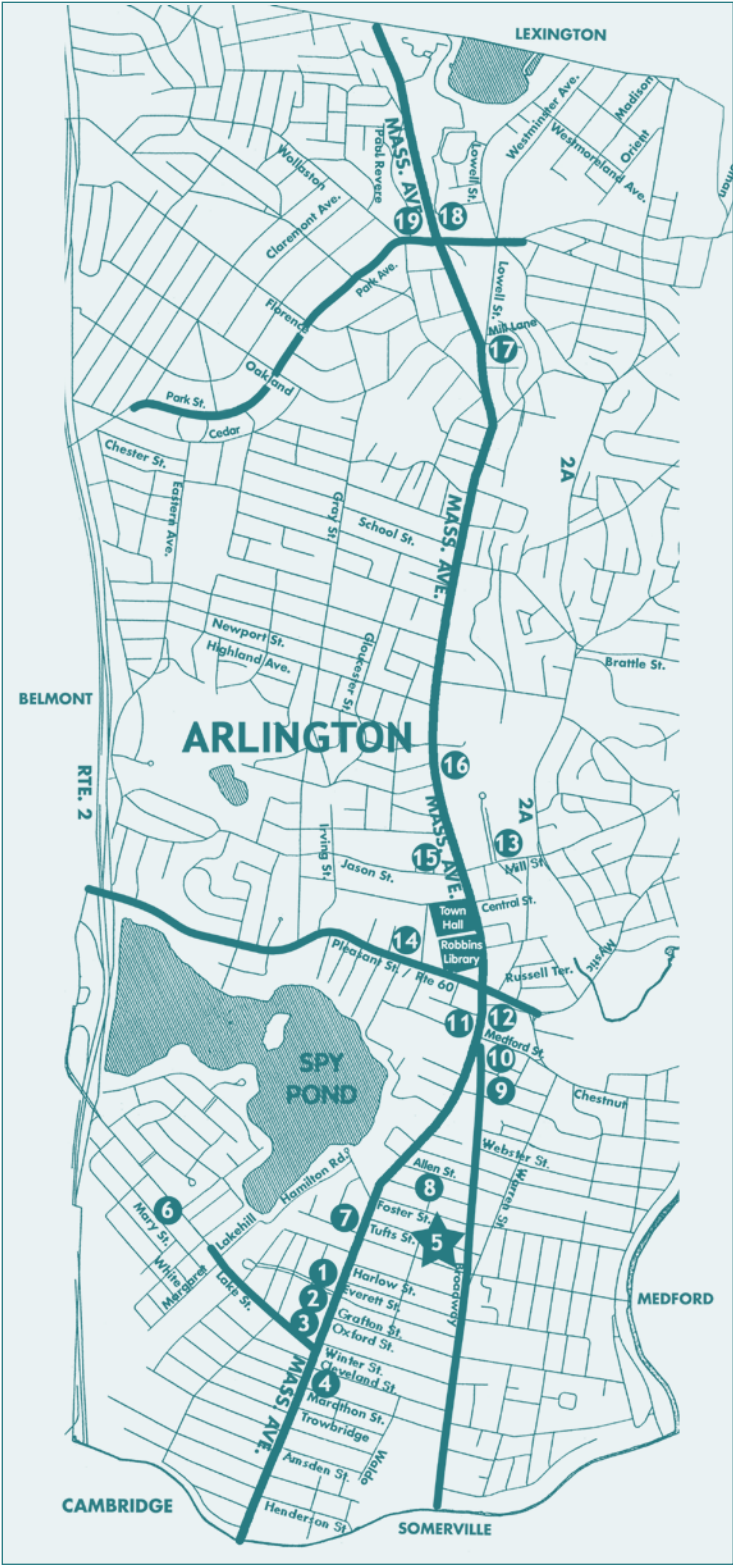 LEXINGTON
Westminster Ave.
Madison
Orient
Westmoreland Ave.
MASS. AVE.
Paul Revere
Lowell St.
Wollaston
Claremont Ave.
19
18
Park Ave.
Lowell St.
Florence
Mill Lane
17
Oakland
Park St.
Cedar
Chester St.
2A
Eastern Ave.
Gray St.
School St.
MASS. AVE.
Newport St.
Highland Ave.
Gloucester St.
Brattle St.
BELMONT
ARLINGTON
RTE. 2
16
2A
MASS. AVE.
Irving St.
13
15
Jason St.
Mill St.
Town
Hall
Central St.
14
Robbins
Library
Pleasant St. / Rte 60
Mystic
Russell Ter.
11
12
Medford St.
10
9
SPY
POND
Chestnut
Webster St.
Warren St.
Allen St.
8
Hamilton Rd.
6
Mary St.
7
Foster St.
Tufts St.
5
Lakehill
White
Margaret
Lake St.
1
2
3
Harlow St.
Everett St.
Broadway
MEDFORD
Grafton St.
Oxford St.
Winter St.
Cleveland St.
4
MASS. AVE.
Marathon St.
Trowbridge
Waldo
Amsden St.
CAMBRIDGE
Henderson St.
SOMERVILLE